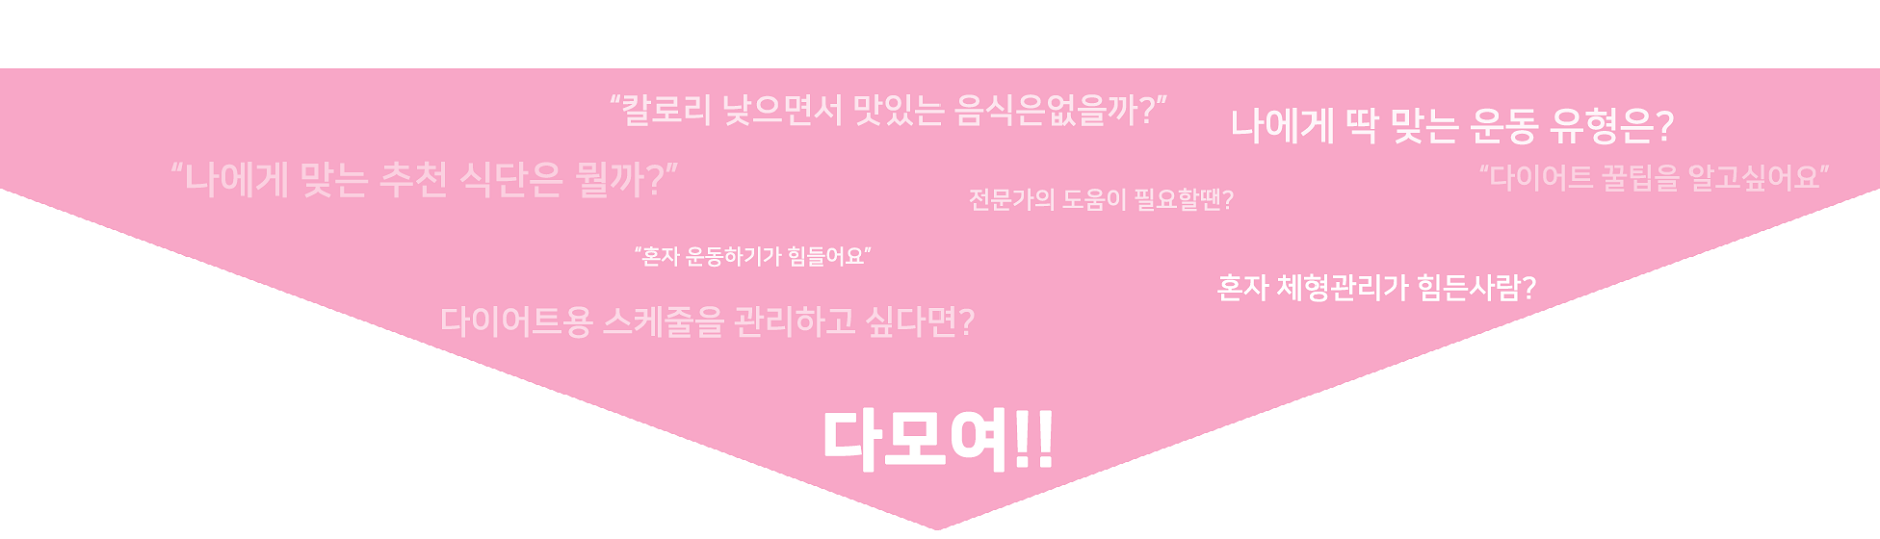 “칼로리 낮으면서 맛있는 음식은없을까?”
나에게 딱 맞는 운동 유형은?
“나에게 맞는 추천 식단은 뭘까?”
“다이어트 꿀팁을 알고싶어요”
전문가의 도움이 필요할땐?
“혼자 운동하기가 힘들어요”
혼자 체형관리가 힘든사람?
다이어트용 스케줄을 관리하고 싶다면?
다모여!!